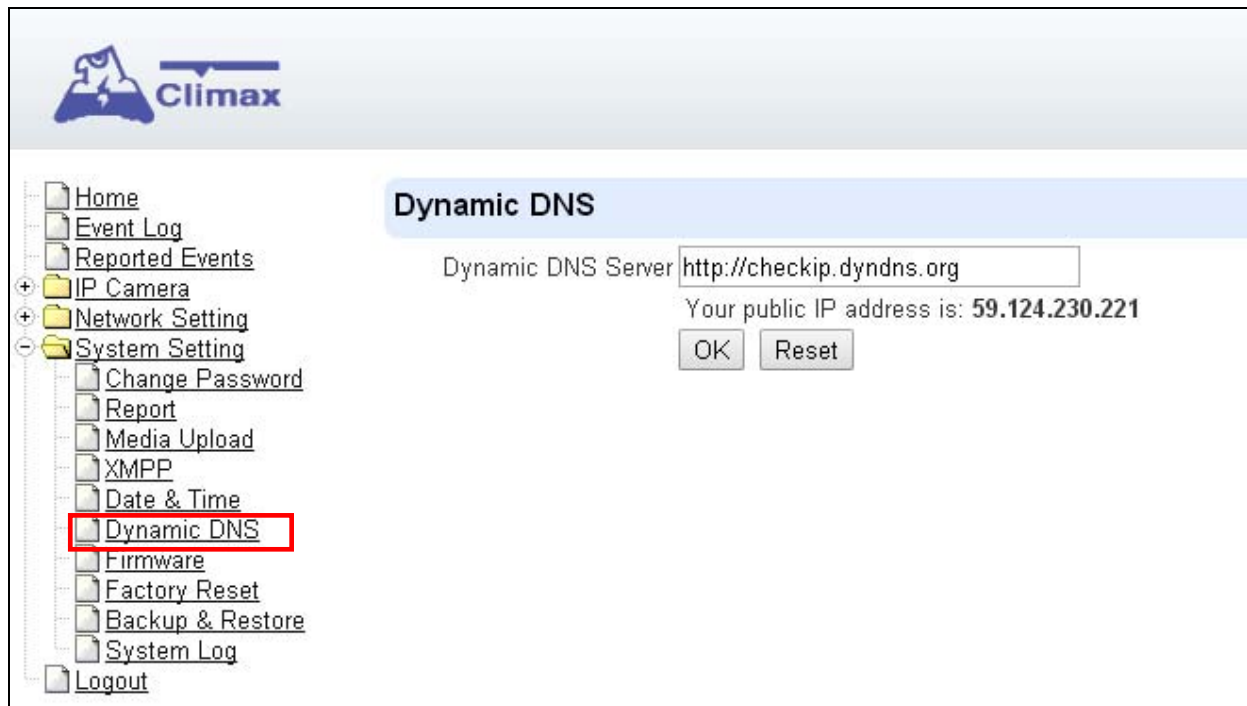 Climax
Home
Event Log
Reported Events
IP Camera
Network Setting
System Setting
Change Password
Report
Media Upload
XMPP
Date & Time
Dynamic DNS
Firmware
Factory Reset
Backup & Restore
System Log
Logout
Dynamic DNS
Dynamic DNS Server http://checkip.dyndns.org
Your public IP address is: 59.124.230.221
OK Reset